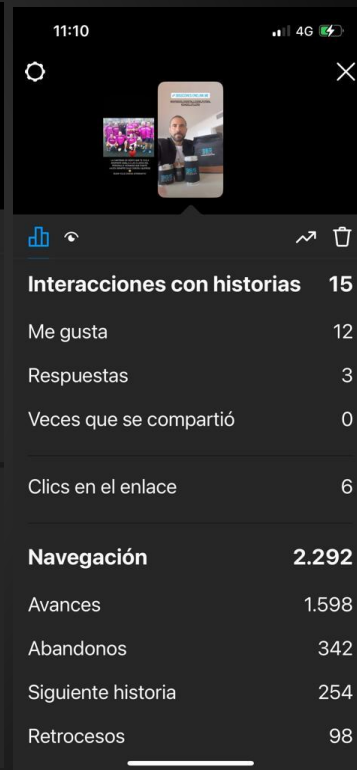 11:10
4G
Interacciones con historias 15
Me gusta 12
Respuestas 3
Veces que se compartió 0
Clics en el enlace 6
Navegación 2.292
Avances 1.598
Abandonos 342
Siguiente historia 254
Retrocesos 98